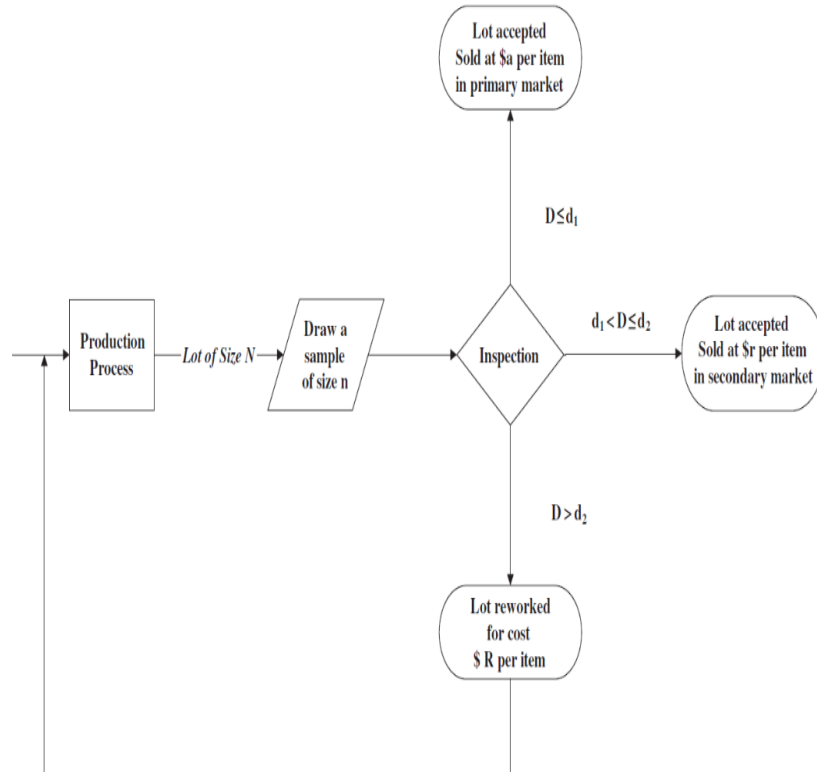 Lot accepted
Sold at $a per item
in primary market
D≤d₁
Production
Process
Lot of Size N
Draw a
sample
of size n
Inspection
d₁<D≤d₂
Lot accepted
Sold at $r per item
in secondary market
D>d₂
Lot reworked
for cost
$ R per item